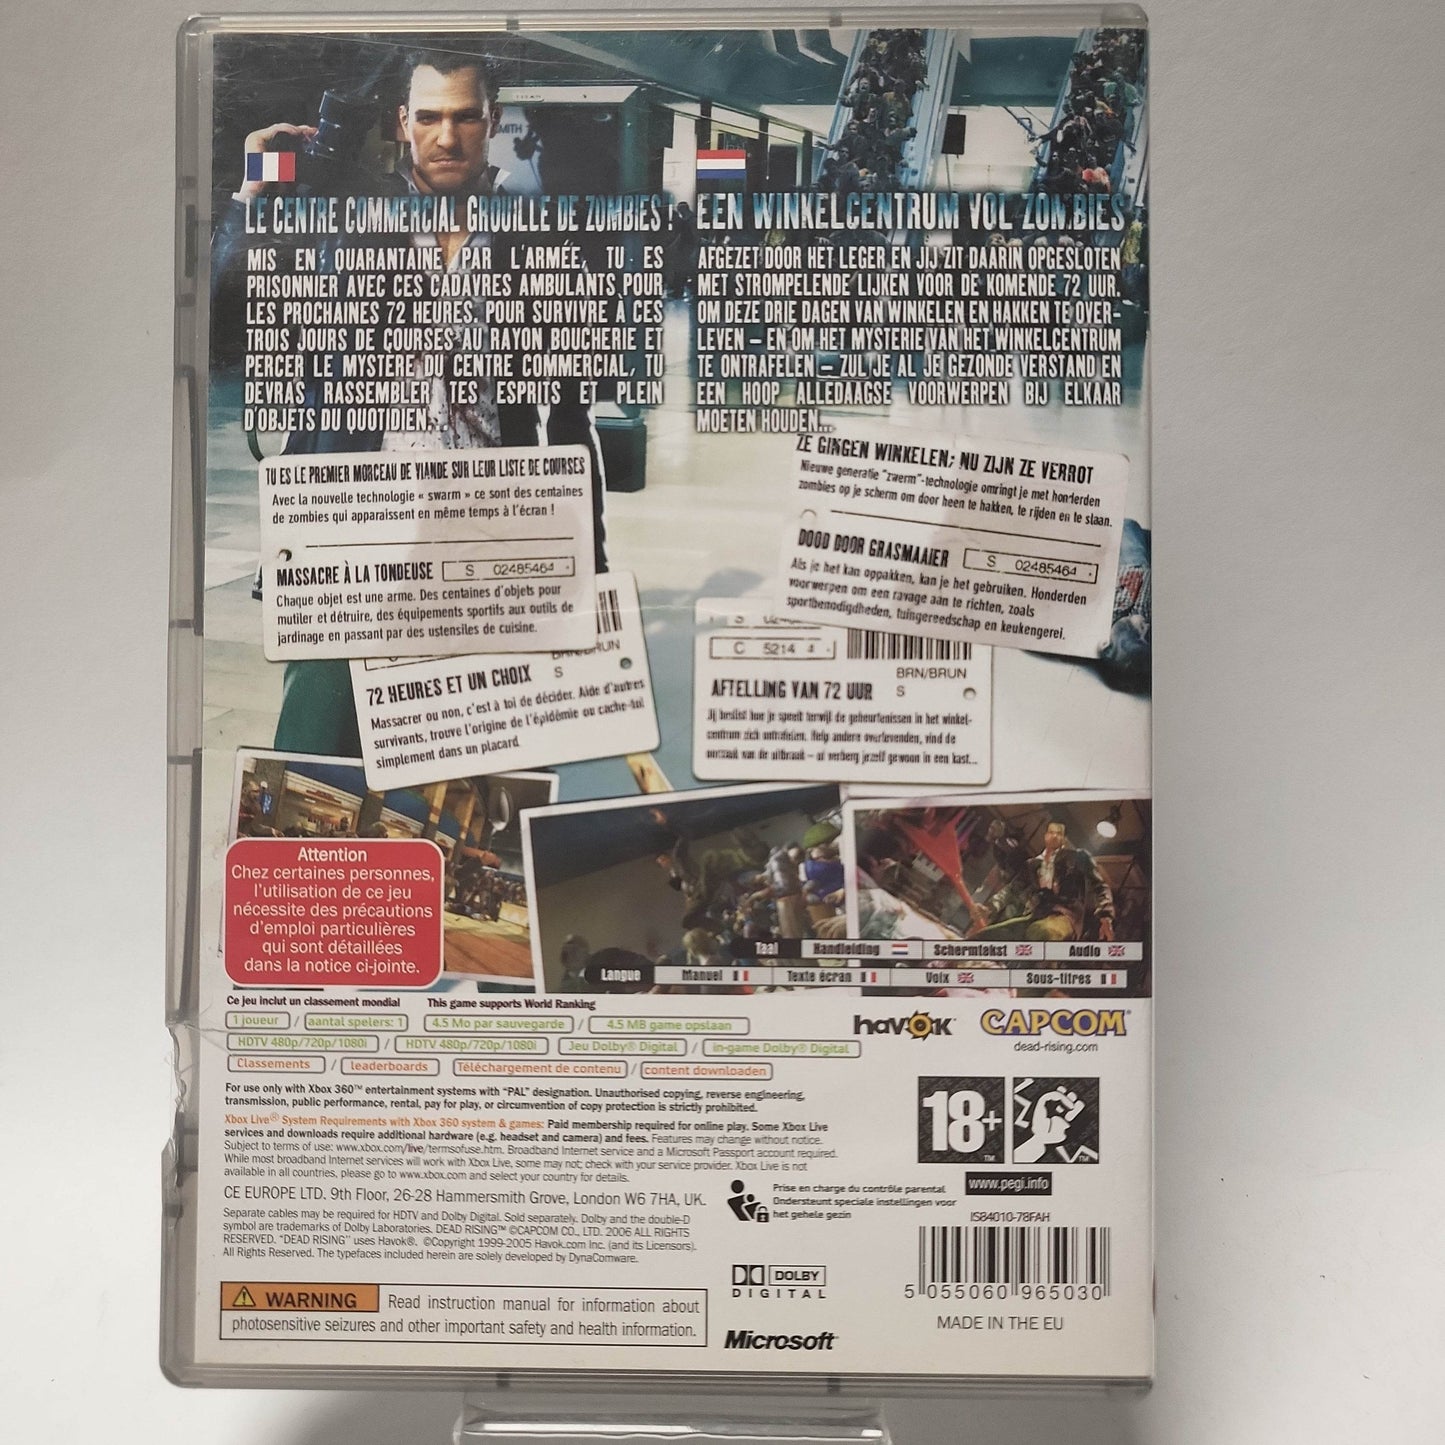 LE CENTRE COMMERCIAL GROUILLE DE ZOMBIES !
MIS EN QUARANTAINE PAR L'ARMÉE, TU ES
PRISONNIER AVEC CES CADAVRES AMBULANTS POUR
LES PROCHAINES 72 HEURES. POUR SURVIVRE À CES
TROIS JOURS DE COURSES AU RAYON BOUCHERIE ET
PERCER LE MYSTÈRE DU CENTRE COMMERCIAL, TU
DEVRAS RASSEMBLER TES ESPRITS ET PLEIN
D'OBJETS DU QUOTIDIEN...
EEN WINKELCENTRUM VOL ZOMBIES
AFGEZET DOOR HET LEGER EN JIJ ZIT DAARIN OPGESLOTEN
MET STROMPELENDE LIJKEN VOOR DE KOMENDE 72 UUR.
OM DEZE DRIE DAGEN VAN WINKELEN EN HAKKEN TE OVER-
LEVEN – EN OM HET MYSTERIE VAN HET WINKELCENTRUM
TE ONTRAFELEN – ZUL JE AL JE GEZONDE VERSTAND EN
EEN HOOP ALLEDAAGSE VOORWERPEN BIJ ELKAAR
MOETEN HOUDEN...
TU ES LE PREMIER MORCEAU DE VIANDE SUR LEUR LISTE DE COURSES
Avec la nouvelle technologie « swarm » ce sont des centaines
de zombies qui apparaissent en même temps à l'écran !
MASSACRE À LA TONDEUSE S 02485464
Chaque objet est une arme. Des centaines d'objets pour
mutiler et détruire, des équipements sportifs aux outils de
jardinage en passant par des ustensiles de cuisine.
72 HEURES ET UN CHOIX S
Massacrer ou non, c'est à toi de décider. Aide d'autres
survivants, trouve l'origine de l'épidémie ou cache-toi
simplement dans un placard
ZE GINGEN WINKELEN; NU ZIJN ZE VERROT
Nieuwe generatie "zwerm"-technologie omringt je met honderden
zombies op je scherm om door heen te hakken, te rijden en te slaan.
DOOD DOOR GRASMAAIER S 02485464
Als je het kan oppakken, kan je het gebruiken. Honderden
voorwerpen om een ravage aan te richten, zoals
sportbenodigdheden, tuingereedschap en keukengerei.
C 5214 4
BRN/BRUN
AFTELLING VAN 72 UUR S
Jij beslist hoe je speelt terwijl de gebeurtenissen in het winkel-
centrum zich ontrafelen. Help andere overlevenden, vind de
oorzaak van de uitbraak – of verberg jezelf gewoon in een kast...
Attention
Chez certaines personnes,
l'utilisation de ce jeu
nécessite des précautions
d'emploi particulières
qui sont détaillées
dans la notice ci-jointe.
Taal Handleiding Schermtekst Audio
Langue Manuel Texte écran Voix Sous-titres
Ce jeu inclut un classement mondial This game supports World Ranking
1 joueur / aantal spelers: 1 4.5 Mo par sauvegarde / 4.5 MB game opslaan
HDTV 480p/720p/1080i / HDTV 480p/720p/1080i Jeu Dolby® Digital / in-game Dolby® Digital
Classements / leaderboards Téléchargement de contenu / content downloaden
havok CAPCOM
dead-rising.com
For use only with Xbox 360™ entertainment systems with "PAL" designation. Unauthorised copying, reverse engineering,
transmission, public performance, rental, pay for play, or circumvention of copy protection is strictly prohibited.
Xbox Live® System Requirements with Xbox 360 system & games: Paid membership required for online play. Some Xbox Live
services and downloads require additional hardware (e.g. headset and camera) and fees. Features may change without notice.
Subject to terms of use: www.xbox.com/live/termsofuse.htm. Broadband Internet service and a Microsoft Passport account required.
While most broadband Internet services will work with Xbox Live, some may not; check with your service provider. Xbox Live is not
available in all countries, please go to www.xbox.com and select your country for details.
CE EUROPE LTD. 9th Floor, 26-28 Hammersmith Grove, London W6 7HA, UK.
Separate cables may be required for HDTV and Dolby Digital. Sold separately. Dolby and the double-D
symbol are trademarks of Dolby Laboratories. DEAD RISING™ ©CAPCOM CO., LTD. 2006 ALL RIGHTS
RESERVED. "DEAD RISING" uses Havok®. ©Copyright 1999-2005 Havok.com Inc. (and its Licensors).
All Rights Reserved. The typefaces included herein are solely developed by DynaComware.
18+ ™ ™
www.pegi.info
Prise en charge du contrôle parental
Ondersteunt speciale instellingen voor
het gehele gezin
IS84010-78FAH
5 055060 965030
MADE IN THE EU
DOLBY
DIGITAL
Microsoft
WARNING Read instruction manual for information about
photosensitive seizures and other important safety and health information.